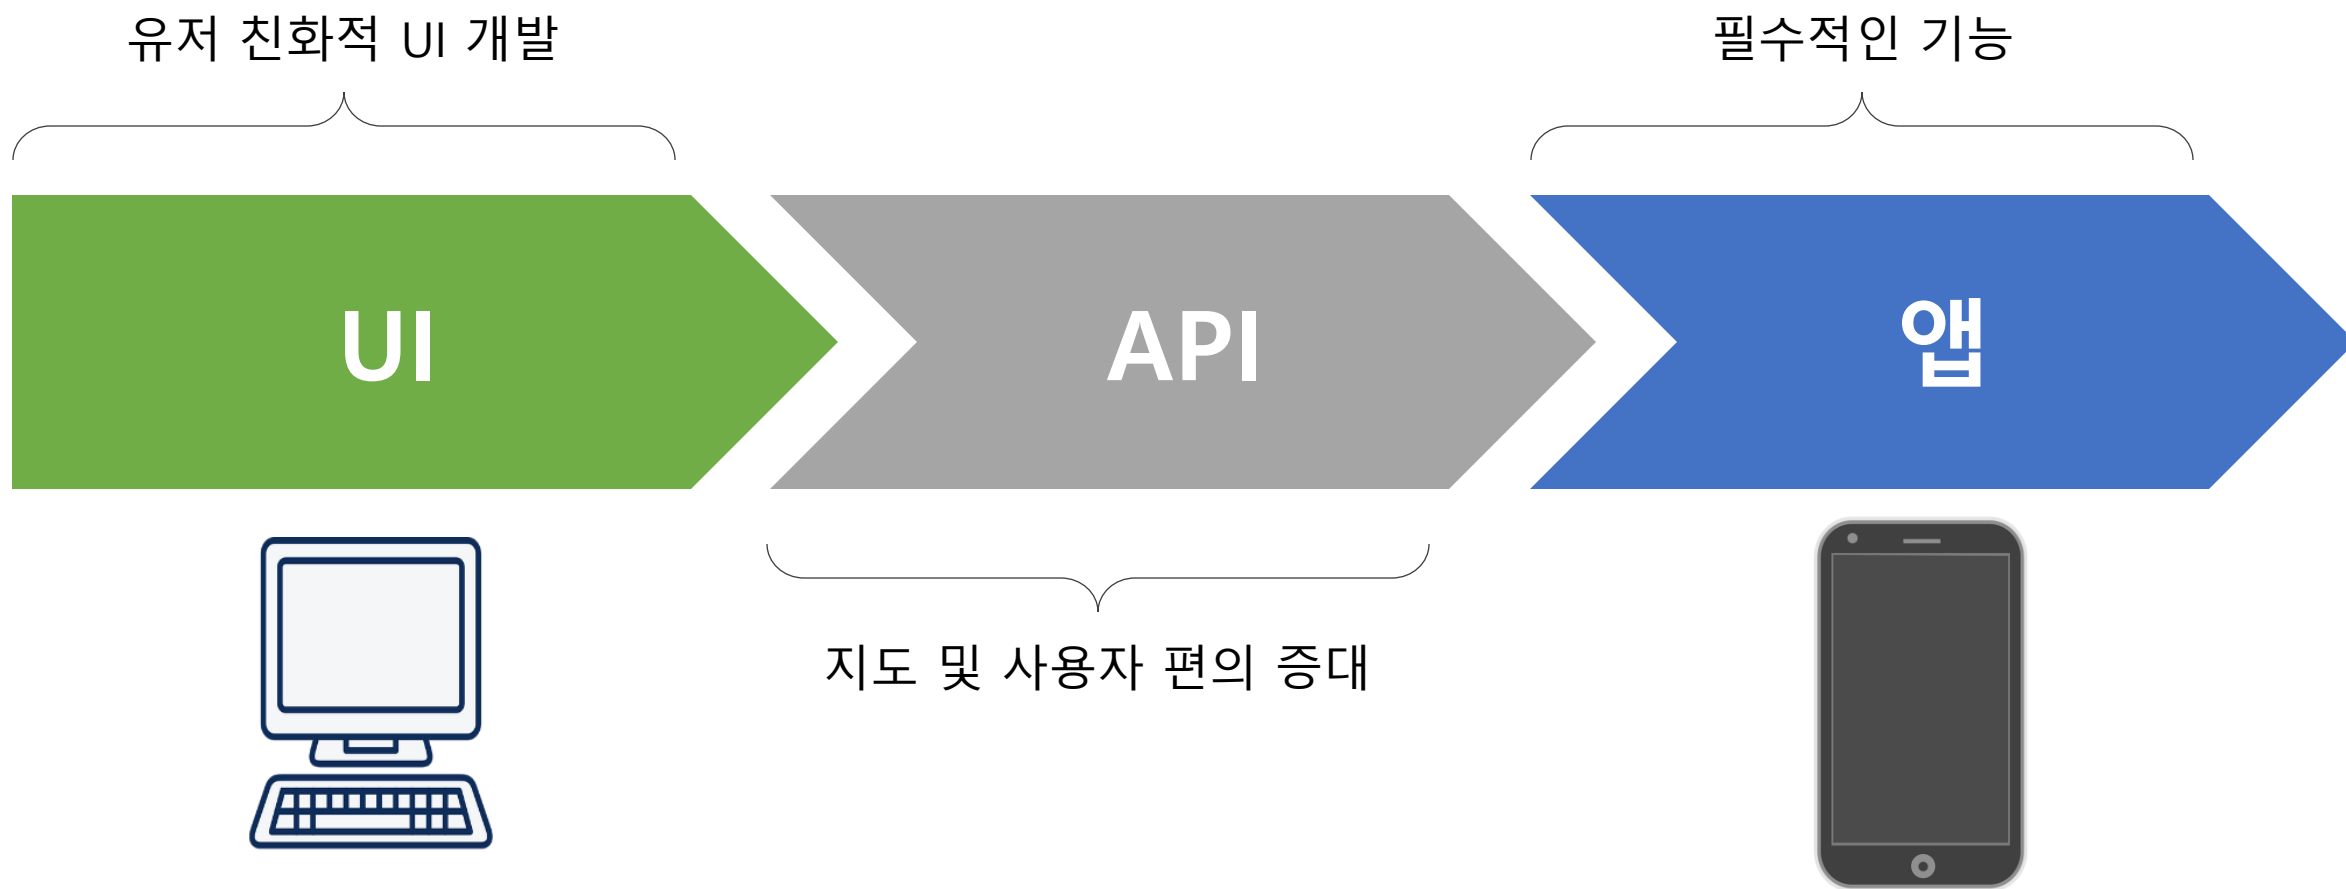 유저 친화적 UI 개발
필수적인 기능
UI
API
앱
지도 및 사용자 편의 증대